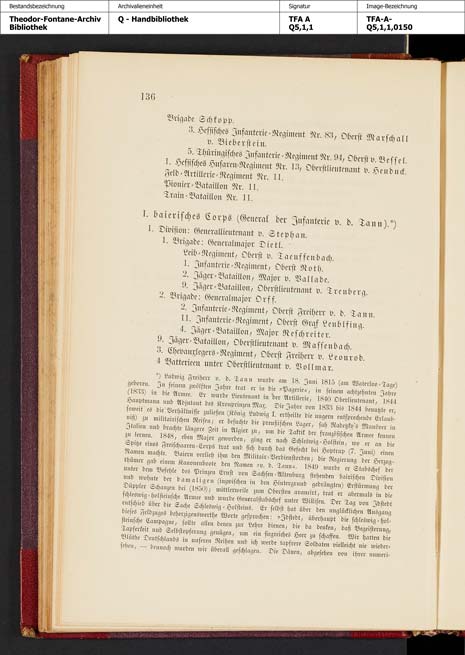 Bestandsbezeichnung Archivalieneinheit Signatur Image-Bezeichnung
Theodor-Fontane-Archiv Q - Handbibliothek TFA A TFA-A-
Bibliothek Q5,1,1 Q5,1,1,0150
136
Brigade Schkopp.
3. Hessisches Infanterie-Regiment Nr. 83, Oberst Marschall
v. Bieberstein.
5. Thüringisches Infanterie-Regiment Nr. 94, Oberst v. Bessel.
1. Hessisches Husaren-Regiment Nr. 13, Oberstlieutenant v. Heuduck.
Feld-Artillerie-Regiment Nr. 11.
Pionier-Bataillon Nr. 11.
Train-Bataillon Nr. 11.
I. baierisches Corps (General der Infanterie v. d. Tann).*)
1. Division: Generallieutenant v. Stephan.
1. Brigade: Generalmajor Dietl.
Leib-Regiment, Oberst v. Taeuffenbach.
1. Infanterie-Regiment, Oberst Roth.
2. Jäger-Bataillon, Major v. Vallade.
9. Jäger-Bataillon, Oberstlieutenant v. Treuberg.
2. Brigade: Generalmajor Orff.
2. Infanterie-Regiment, Oberst Freiherr v. d. Tann.
11. Infanterie-Regiment, Oberst Graf Leublfing.
4. Jäger-Bataillon, Major Reschreiter.
9. Jäger-Bataillon, Oberstlieutenant v. Massenbach.
3. Chevauxlegers-Regiment, Oberst Freiherr v. Leonrod.
4 Batterieen unter Oberstlieutenant v. Vollmar.
*) Ludwig Freiherr v. d. Tann wurde am 18. Juni 1815 (am Waterloo-Tage)
geboren. In seinem zwölften Jahre trat er in die »Pagerie«, in seinem achtzehnten Jahre
(1833) in die Armee. Er wurde Lieutenant in der Artillerie, 1840 Oberlieutenant, 1844
Hauptmann und Adjutant des Kronprinzen Max. Die Jahre von 1833 bis 1844 benutzte er,
soweit es die Verhältnisse zuließen (König Ludwig I. ertheilte die ungern entsprechende Erlaub-
niß) zu militairischen Reisen; er besuchte die preußischen Lager, sah Radetzky's Manöver in
Italien und brachte längere Zeit in Algier zu, um die Taktik der französischen Armee kennen
zu lernen. 1848, eben Major geworden, ging er nach Schleswig-Holstein, wo er an die
Spitze eines Freischaaren-Corps trat und sich durch das Gefecht bei Hoptrup (7. Juni) einen
Namen machte. Baiern verlieh ihm den Militair-Verdienstorden, die Regierung der Herzog-
thümer gab einem Kanonenboote den Namen »v. d. Tann«. 1849 wurde er Stabschef der
unter dem Befehle des Prinzen Ernst von Sachsen-Altenburg stehenden bairischen Division
und wohnte der damaligen (inzwischen in den Hintergrund gedrängten) Erstürmung der
Düppler Schanzen bei (1850); mittlerweile zum Obersten avancirt, trat er abermals in die
schleswig-holsteinische Armee und wurde Generalstabschef unter Willisen. Der Tag von Idstedt
entschied über die Sache Schleswig-Holsteins. Er selbst hat über den unglücklichen Ausgang
dieses Feldzuges beherzigenswerthe Worte gesprochen: »Idstedt, überhaupt die schleswig-hol-
steinsche Campagne, sollte allen denen zur Lehre dienen, die da denken, daß Begeisterung,
Tapferkeit und Selbstopferung genügen, um ein siegreiches Heer zu schaffen. Wir hatten die
Blüthe Deutschlands in unseren Reihen und ich werde tapferere Soldaten vielleicht nie wieder-
sehen, — dennoch wurden wir überall geschlagen. Die Dänen, abgesehen von ihrer numeri-